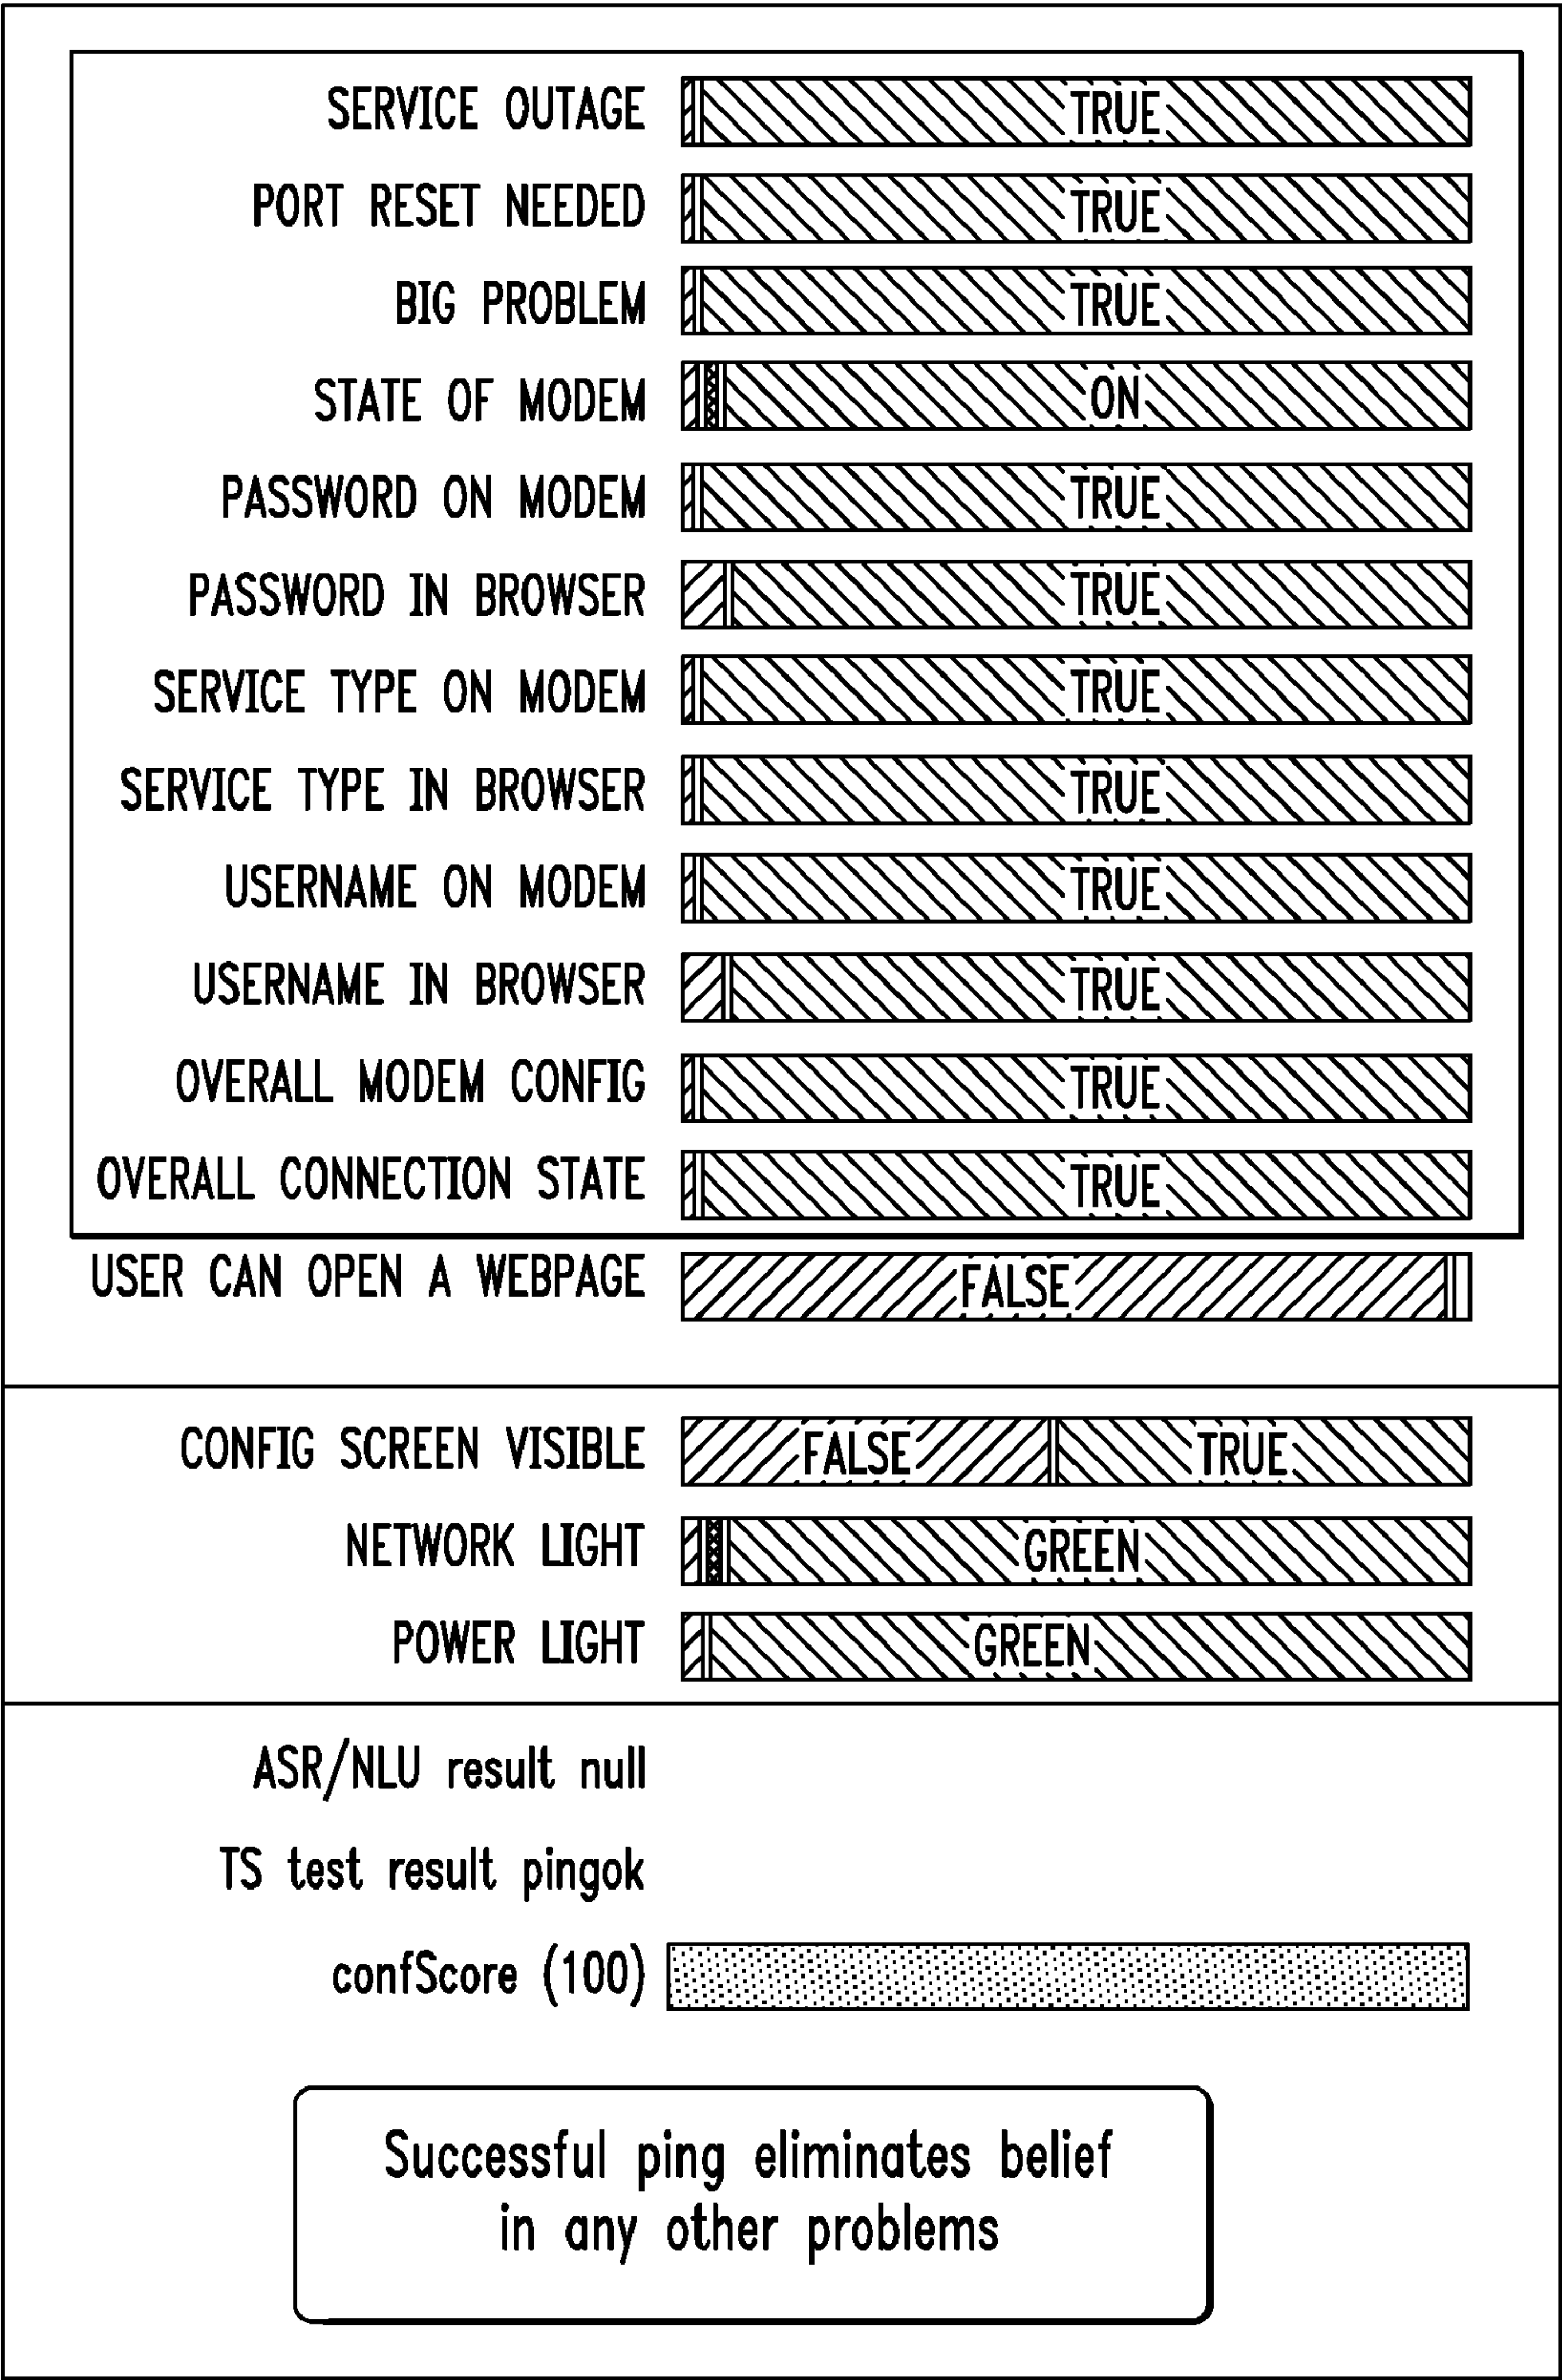 SERVICE OUTAGE TRUE
PORT RESET NEEDED TRUE
BIG PROBLEM TRUE
STATE OF MODEM ON
PASSWORD ON MODEM TRUE
PASSWORD IN BROWSER TRUE
SERVICE TYPE ON MODEM TRUE
SERVICE TYPE IN BROWSER TRUE
USERNAME ON MODEM TRUE
USERNAME IN BROWSER TRUE
OVERALL MODEM CONFIG TRUE
OVERALL CONNECTION STATE TRUE
USER CAN OPEN A WEBPAGE FALSE
CONFIG SCREEN VISIBLE FALSE TRUE
NETWORK LIGHT GREEN
POWER LIGHT GREEN
ASR/NLU result null
TS test result pingok
confScore (100)
Successful ping eliminates belief
in any other problems